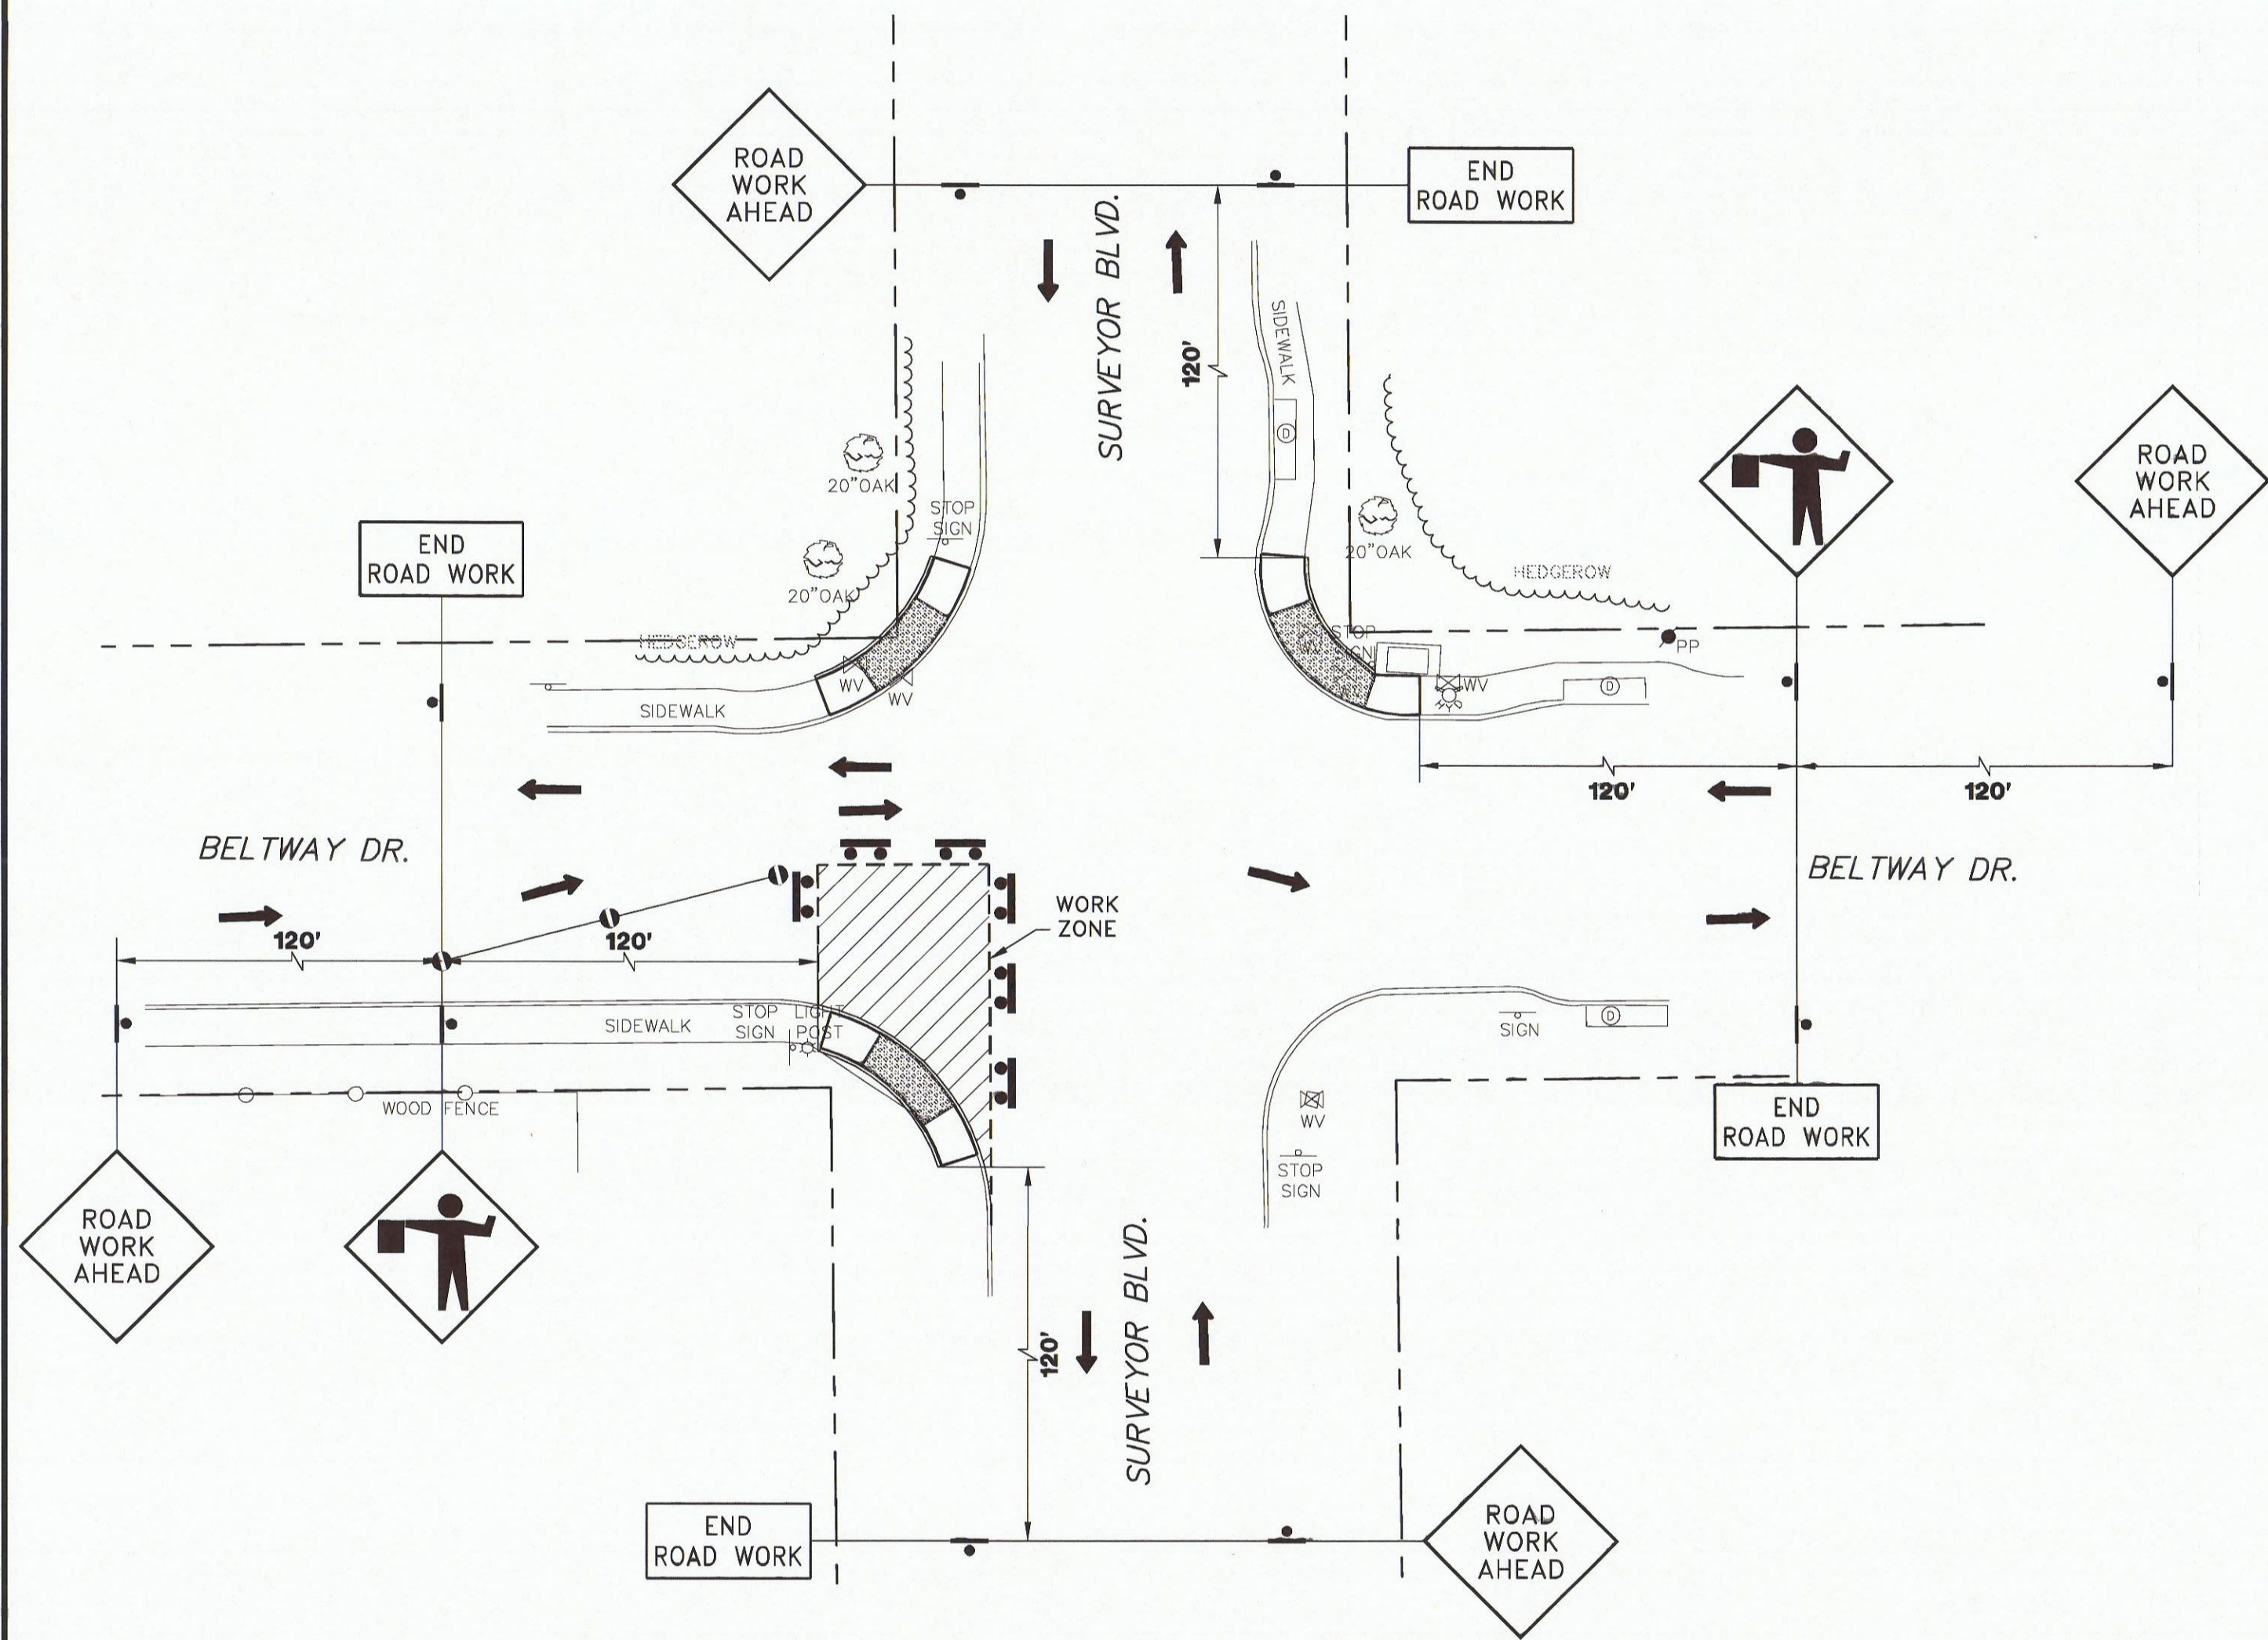 ROAD
WORK
AHEAD
END
ROAD WORK
SURVEYOR BLVD.
120'
SIDEWALK
D
20"OAK
STOP
SIGN
20"OAK
20"OAK
HEDGEROW
ROAD
WORK
AHEAD
END
ROAD WORK
HEDGEROW
STOP
SIGN
PP
WV
WV
WV
D
SIDEWALK
120'
120'
BELTWAY DR.
BELTWAY DR.
WORK
ZONE
120'
120'
STOP
SIGN
LIGHT
POST
SIDEWALK
SIGN
D
WOOD FENCE
WV
STOP
SIGN
END
ROAD WORK
ROAD
WORK
AHEAD
SURVEYOR BLVD.
120'
END
ROAD WORK
ROAD
WORK
AHEAD